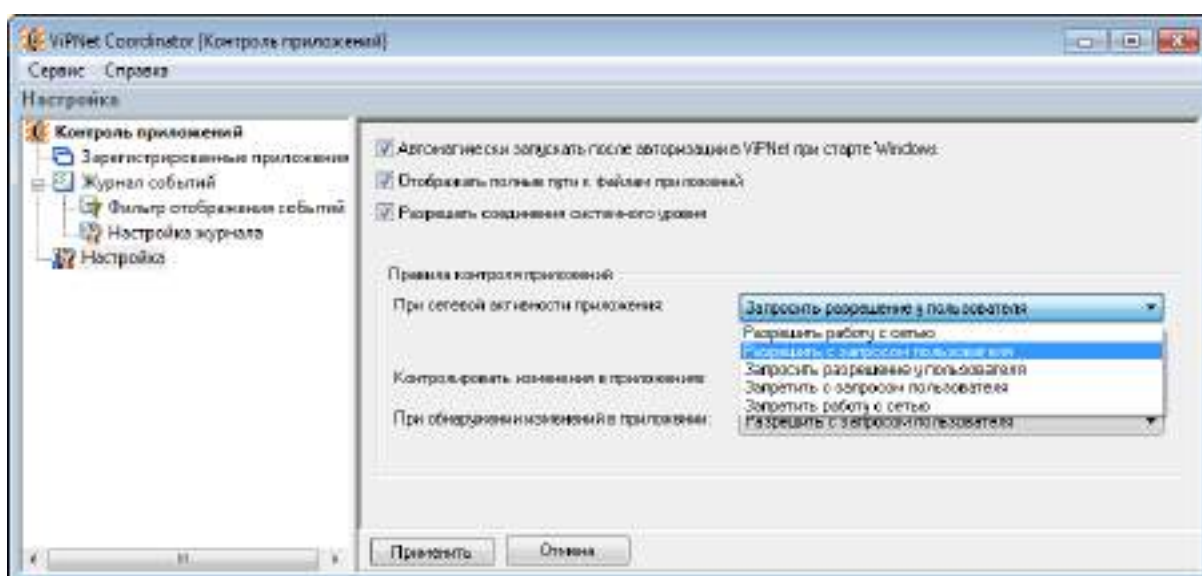 ViPNet Coordinator [Контроль приложений]
Сервис Справка
Настройка
Контроль приложений
Зарегистрированные приложения
Журнал событий
Фильтр отображения событий
Настройка журнала
Настройка
Автоматически запускать после авторизации в ViPNet при старте Windows
Отображать полные пути к файлам приложений
Разрешать соединения системного уровня
Правила контроля приложений
При сетевой активности приложения:
Запросить разрешение у пользователя
Разрешить работу с сетью
Разрешить с запросом пользователя
Запросить разрешение у пользователя
Запретить с запросом пользователя
Запретить работу с сетью
Контролировать изменения в приложениях:
При обнаружении изменений в приложении:
Разрешить с запросом пользователя
Применить Отмена